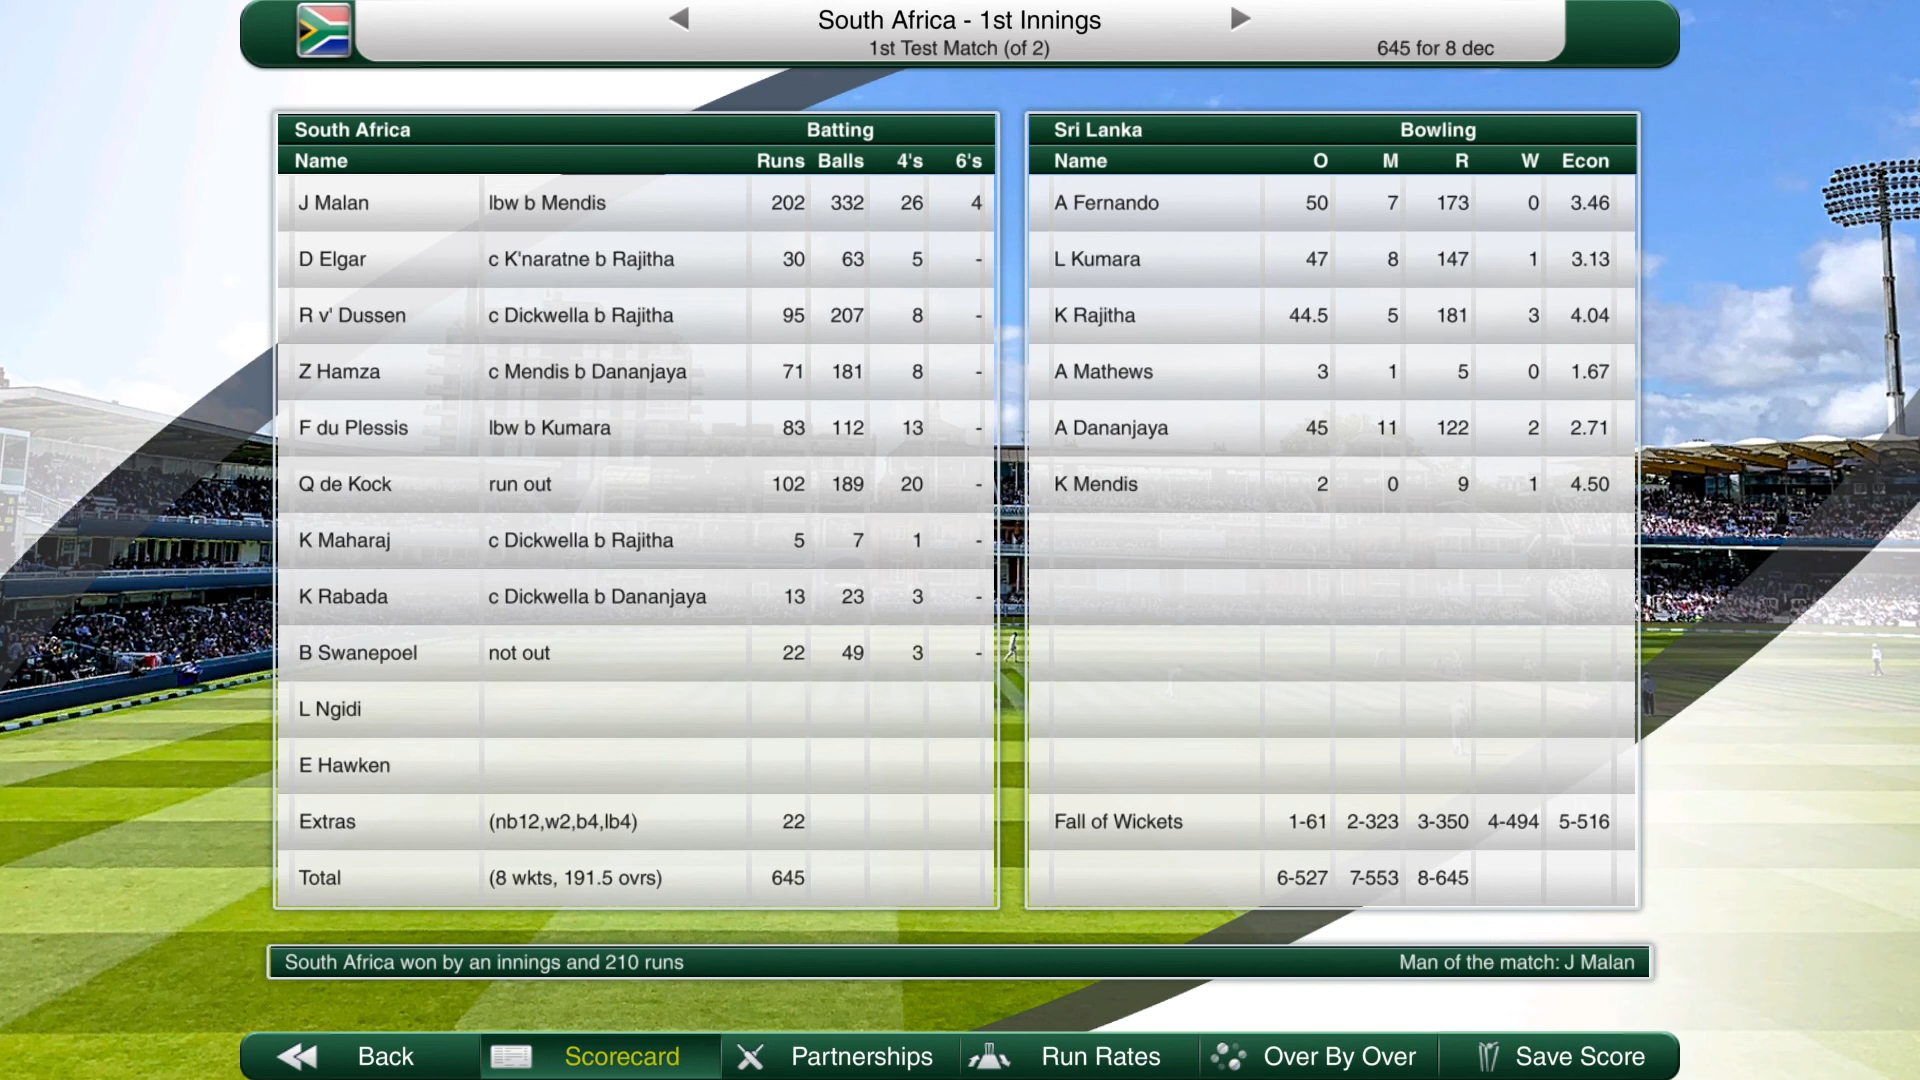 South Africa - 1st Innings
1st Test Match (of 2)
645 for 8 dec
South Africa Batting
Name Runs Balls 4's 6's
J Malan lbw b Mendis 202 332 26 4
D Elgar c K'naratne b Rajitha 30 63 5 -
R v' Dussen c Dickwella b Rajitha 95 207 8 -
Z Hamza c Mendis b Dananjaya 71 181 8 -
F du Plessis lbw b Kumara 83 112 13 -
Q de Kock run out 102 189 20 -
K Maharaj c Dickwella b Rajitha 5 7 1 -
K Rabada c Dickwella b Dananjaya 13 23 3 -
B Swanepoel not out 22 49 3 -
L Ngidi
E Hawken
Extras (nb12,w2,b4,lb4) 22
Total (8 wkts, 191.5 ovrs) 645
Sri Lanka Bowling
Name O M R W Econ
A Fernando 50 7 173 0 3.46
L Kumara 47 8 147 1 3.13
K Rajitha 44.5 5 181 3 4.04
A Mathews 3 1 5 0 1.67
A Dananjaya 45 11 122 2 2.71
K Mendis 2 0 9 1 4.50
Fall of Wickets 1-61 2-323 3-350 4-494 5-516
6-527 7-553 8-645
South Africa won by an innings and 210 runs
Man of the match: J Malan
Back Scorecard Partnerships Run Rates Over By Over Save Score